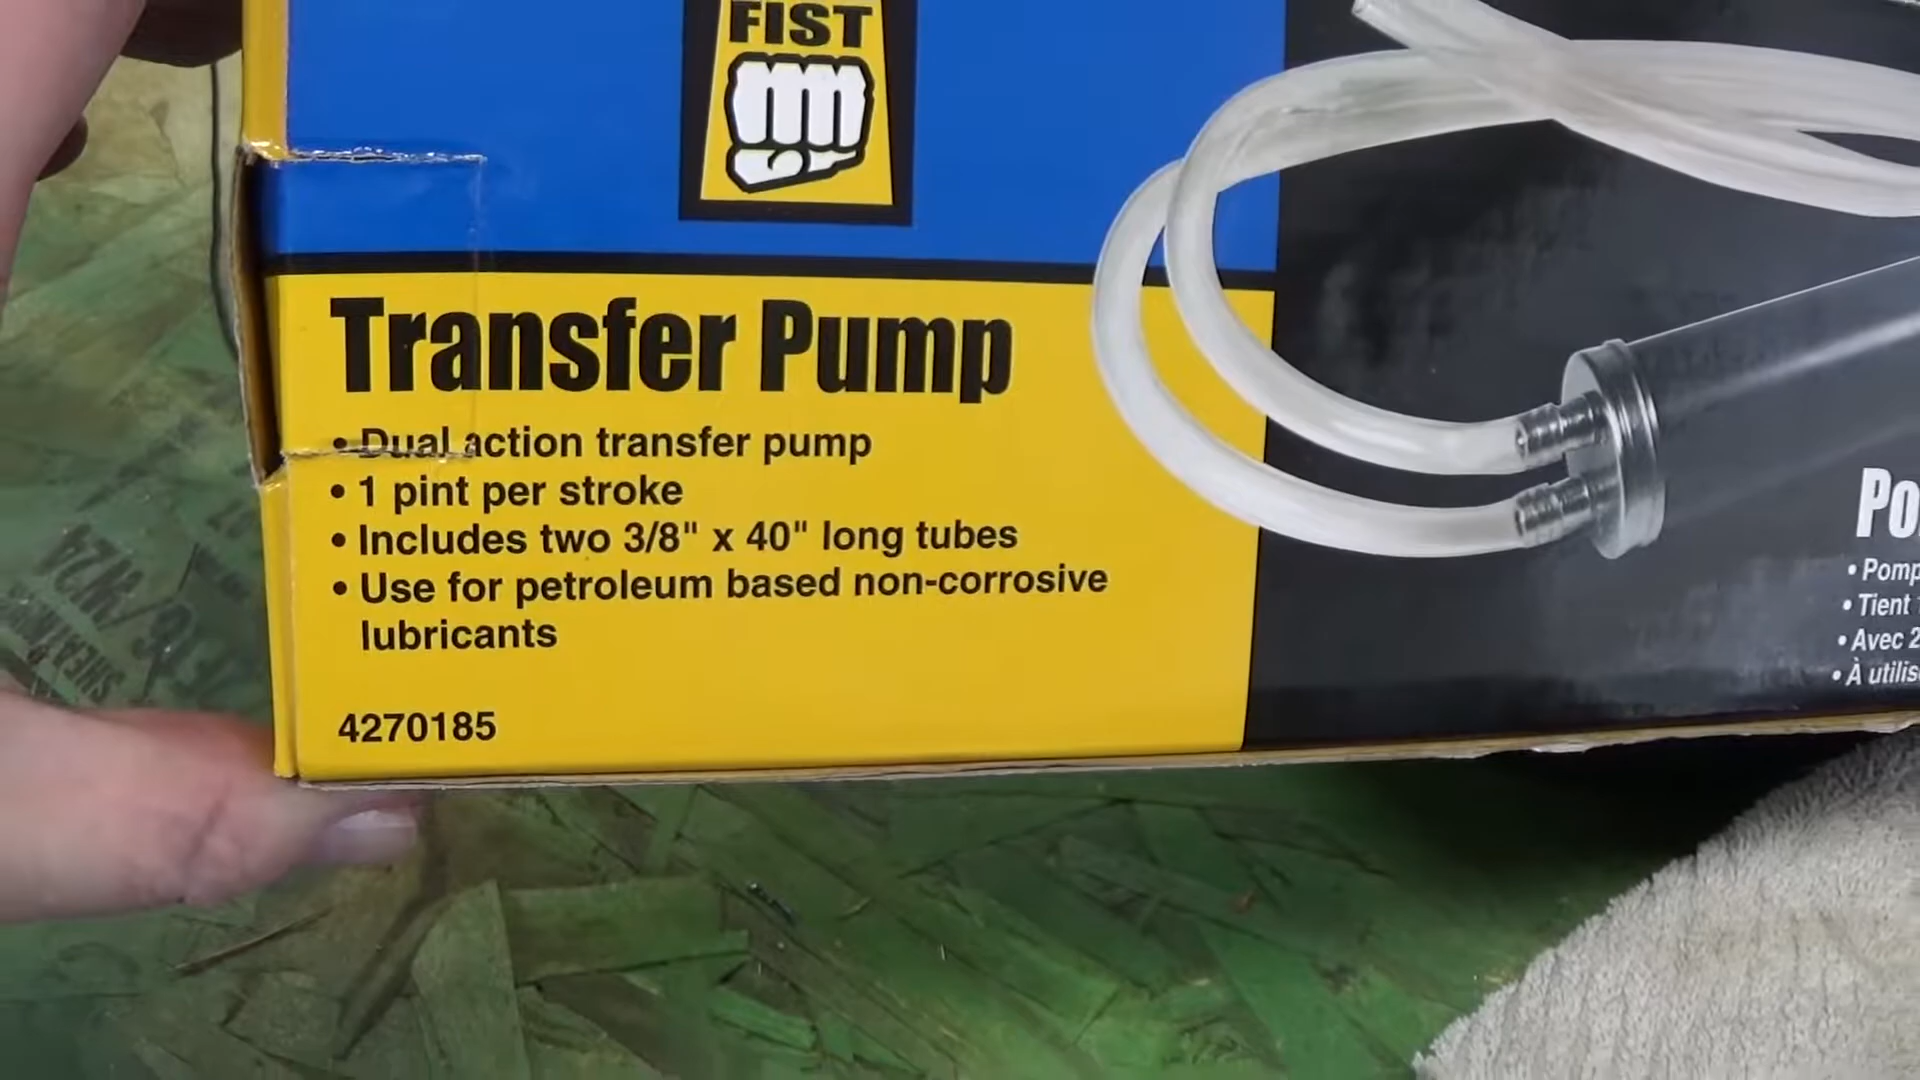 FIST
Transfer Pump
• Dual action transfer pump
• 1 pint per stroke
• Includes two 3/8" x 40" long tubes
• Use for petroleum based non-corrosive
lubricants
4270185
Po
• Pomp
• Tient
• Avec 2
• À utilis